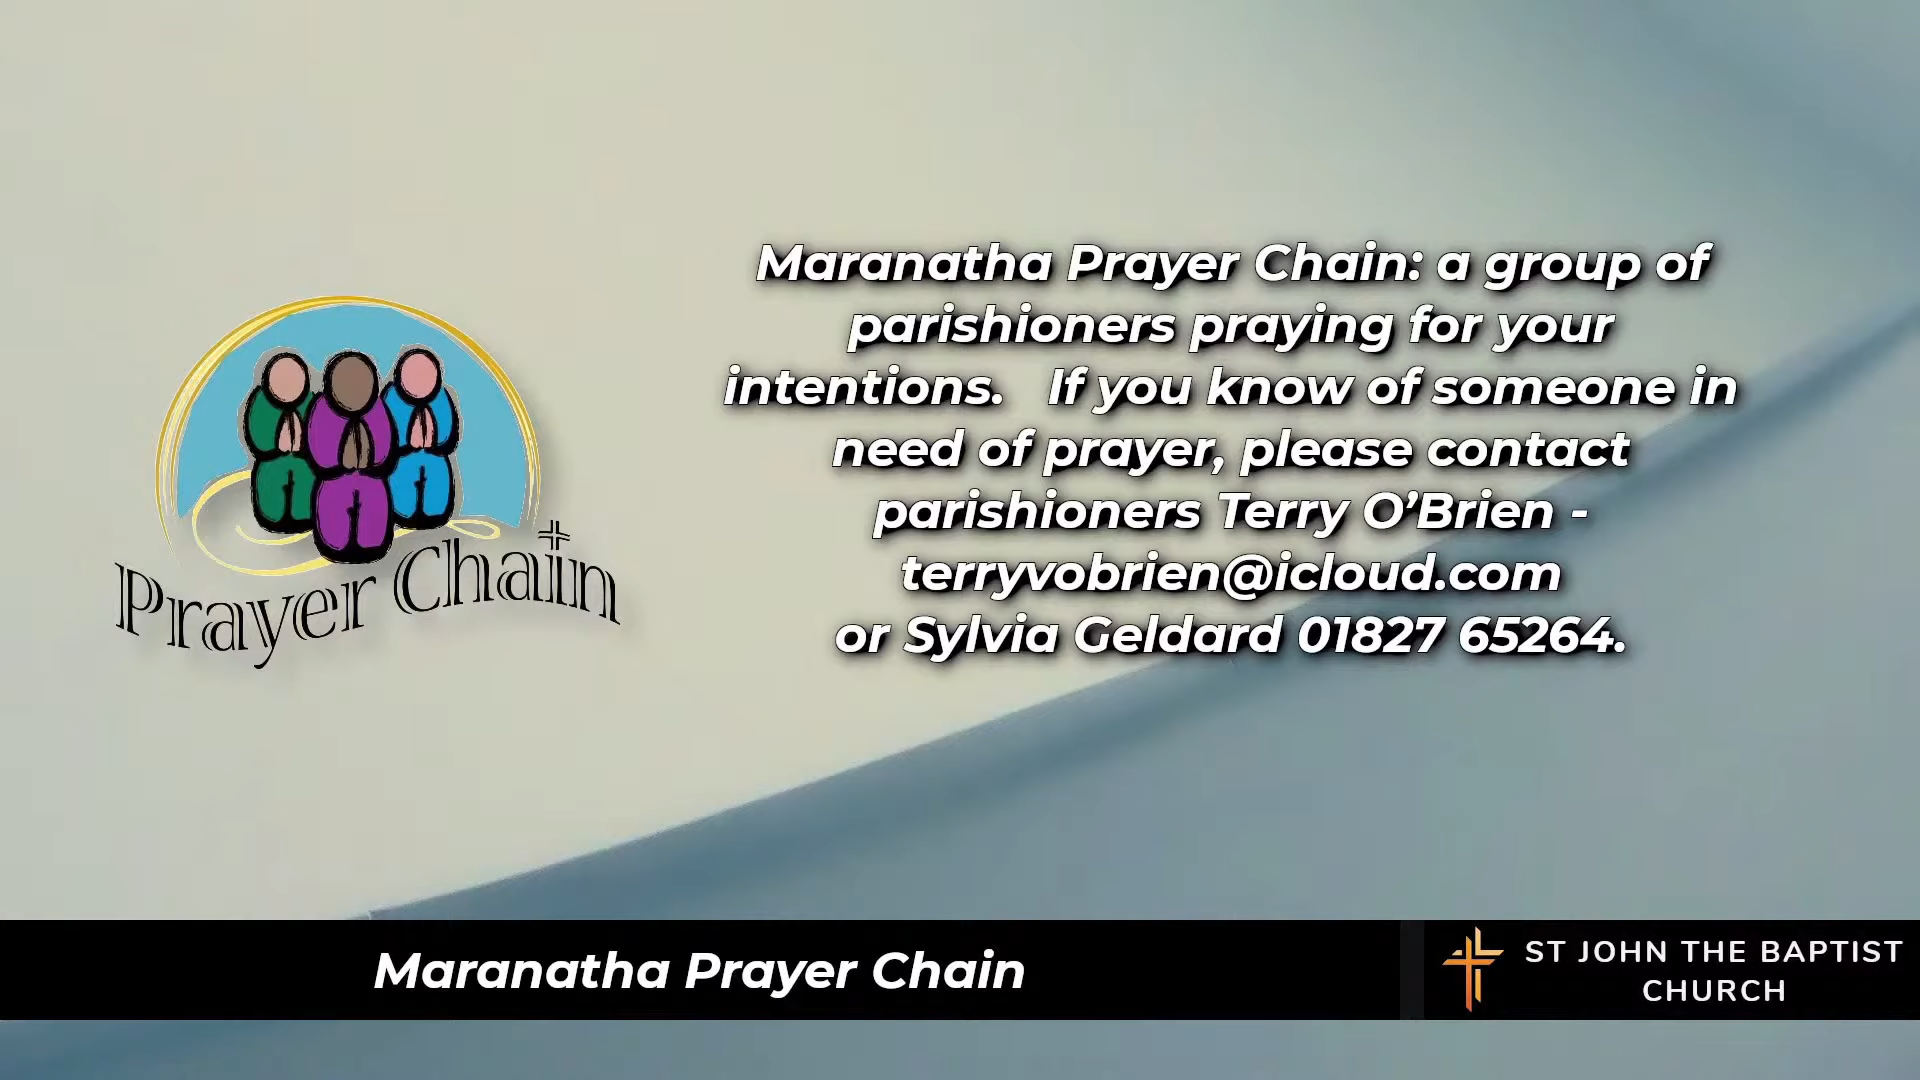 Maranatha Prayer Chain: a group of
parishioners praying for your
intentions.   If you know of someone in
need of prayer, please contact
parishioners Terry O’Brien -
terryvobrien@icloud.com
or Sylvia Geldard 01827 65264.
Prayer Chain
Maranatha Prayer Chain
ST JOHN THE BAPTIST
CHURCH